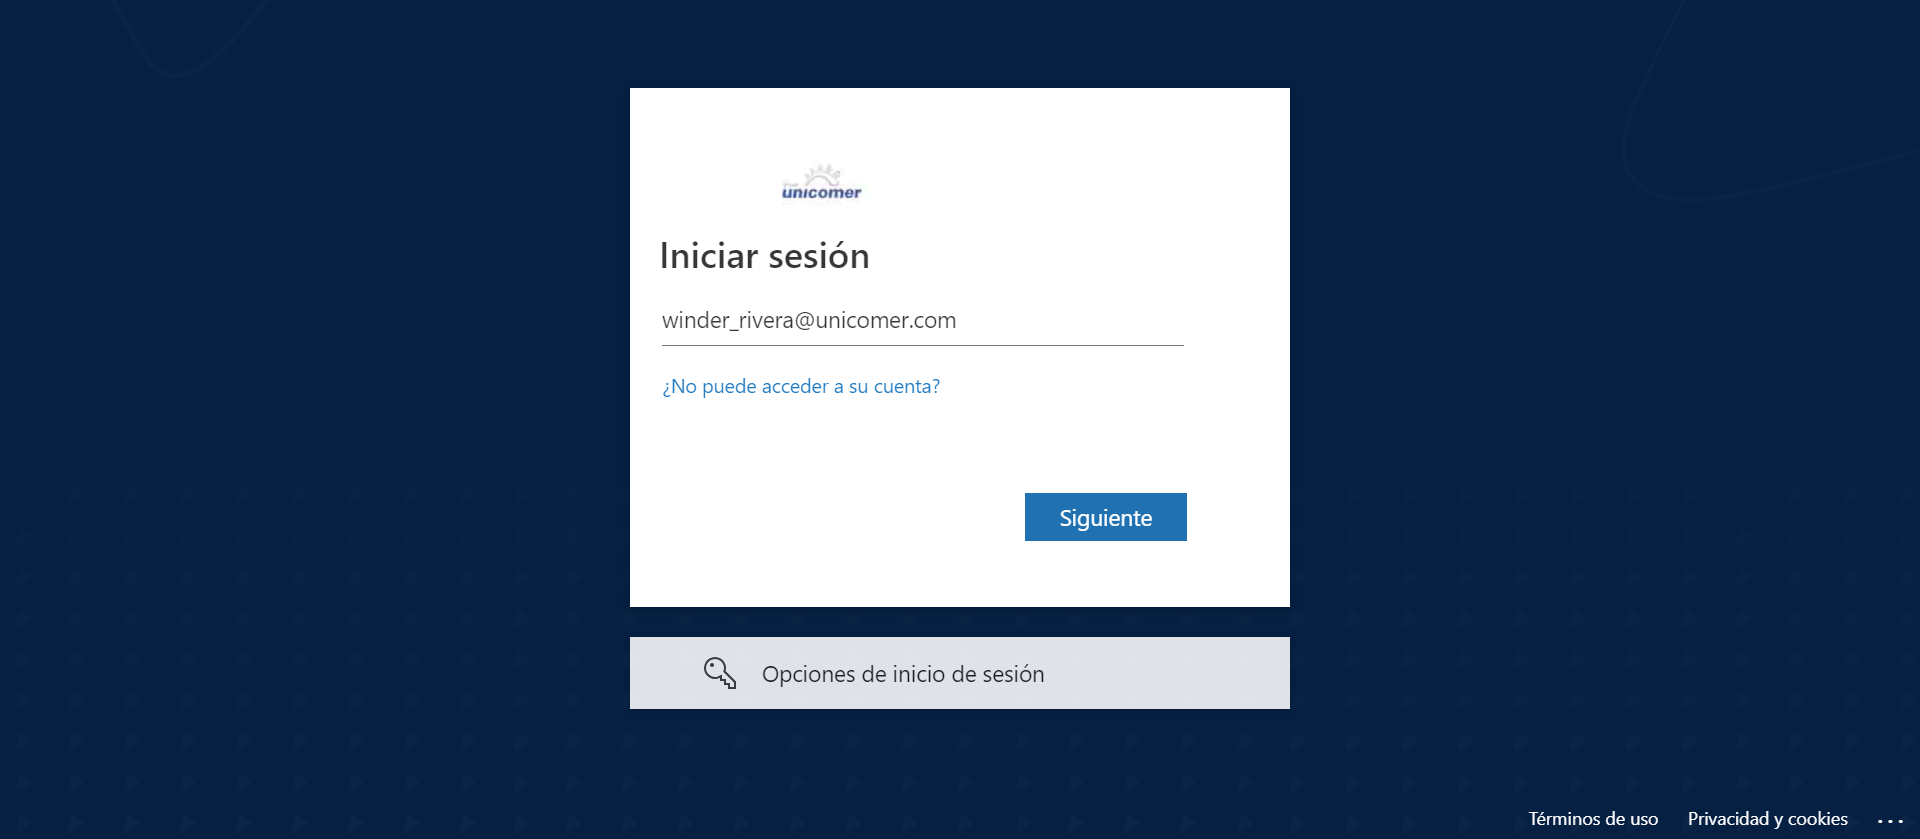 unicomer
Iniciar sesión
winder_rivera@unicomer.com
¿No puede acceder a su cuenta?
Siguiente
Opciones de inicio de sesión
Términos de uso Privacidad y cookies ...